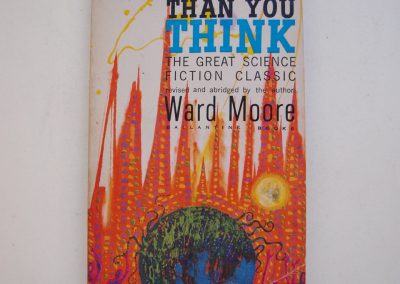 THAN YOU
THINK
THE GREAT SCIENCE
FICTION CLASSIC
revised and abridged by the author
Ward Moore
BALLANTINE BOOKS